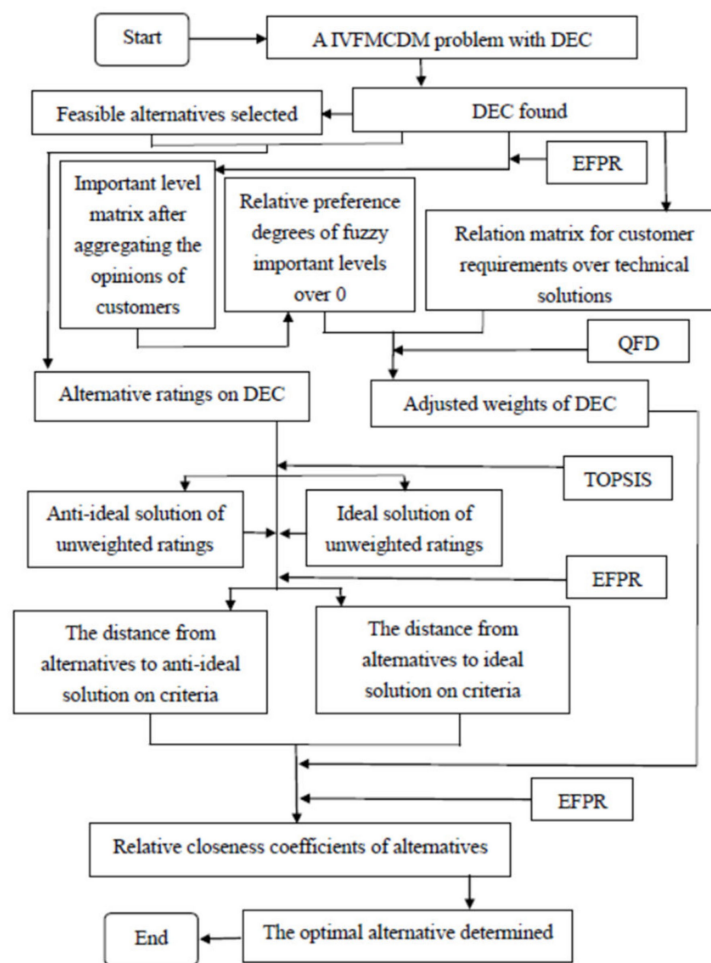 Start
A IVFMCDM problem with DEC
Feasible alternatives selected
DEC found
EFPR
Important level
matrix after
aggregating the
opinions of
customers
Relative preference
degrees of fuzzy
important levels
over 0
Relation matrix for customer
requirements over technical
solutions
QFD
Alternative ratings on DEC
Adjusted weights of DEC
TOPSIS
Anti-ideal solution of
unweighted ratings
Ideal solution of
unweighted ratings
EFPR
The distance from
alternatives to anti-ideal
solution on criteria
The distance from
alternatives to ideal
solution on criteria
EFPR
Relative closeness coefficients of alternatives
End
The optimal alternative determined